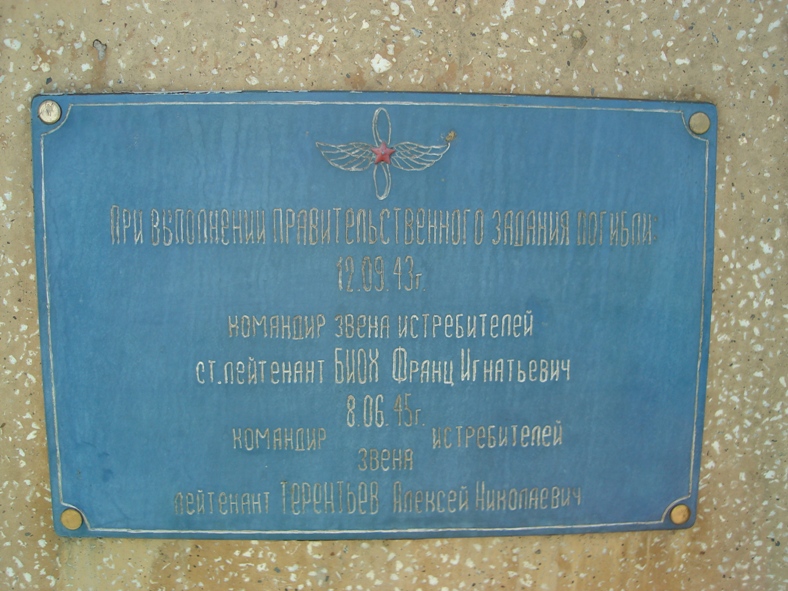 При выполнении правительственного задания погибли:
12.09.43г.
командир звена истребителей
ст.лейтенант БИОХ Франц Игнатьевич
8.06.45г.
командир звена истребителей
лейтенант Терентьев Алексей Николаевич